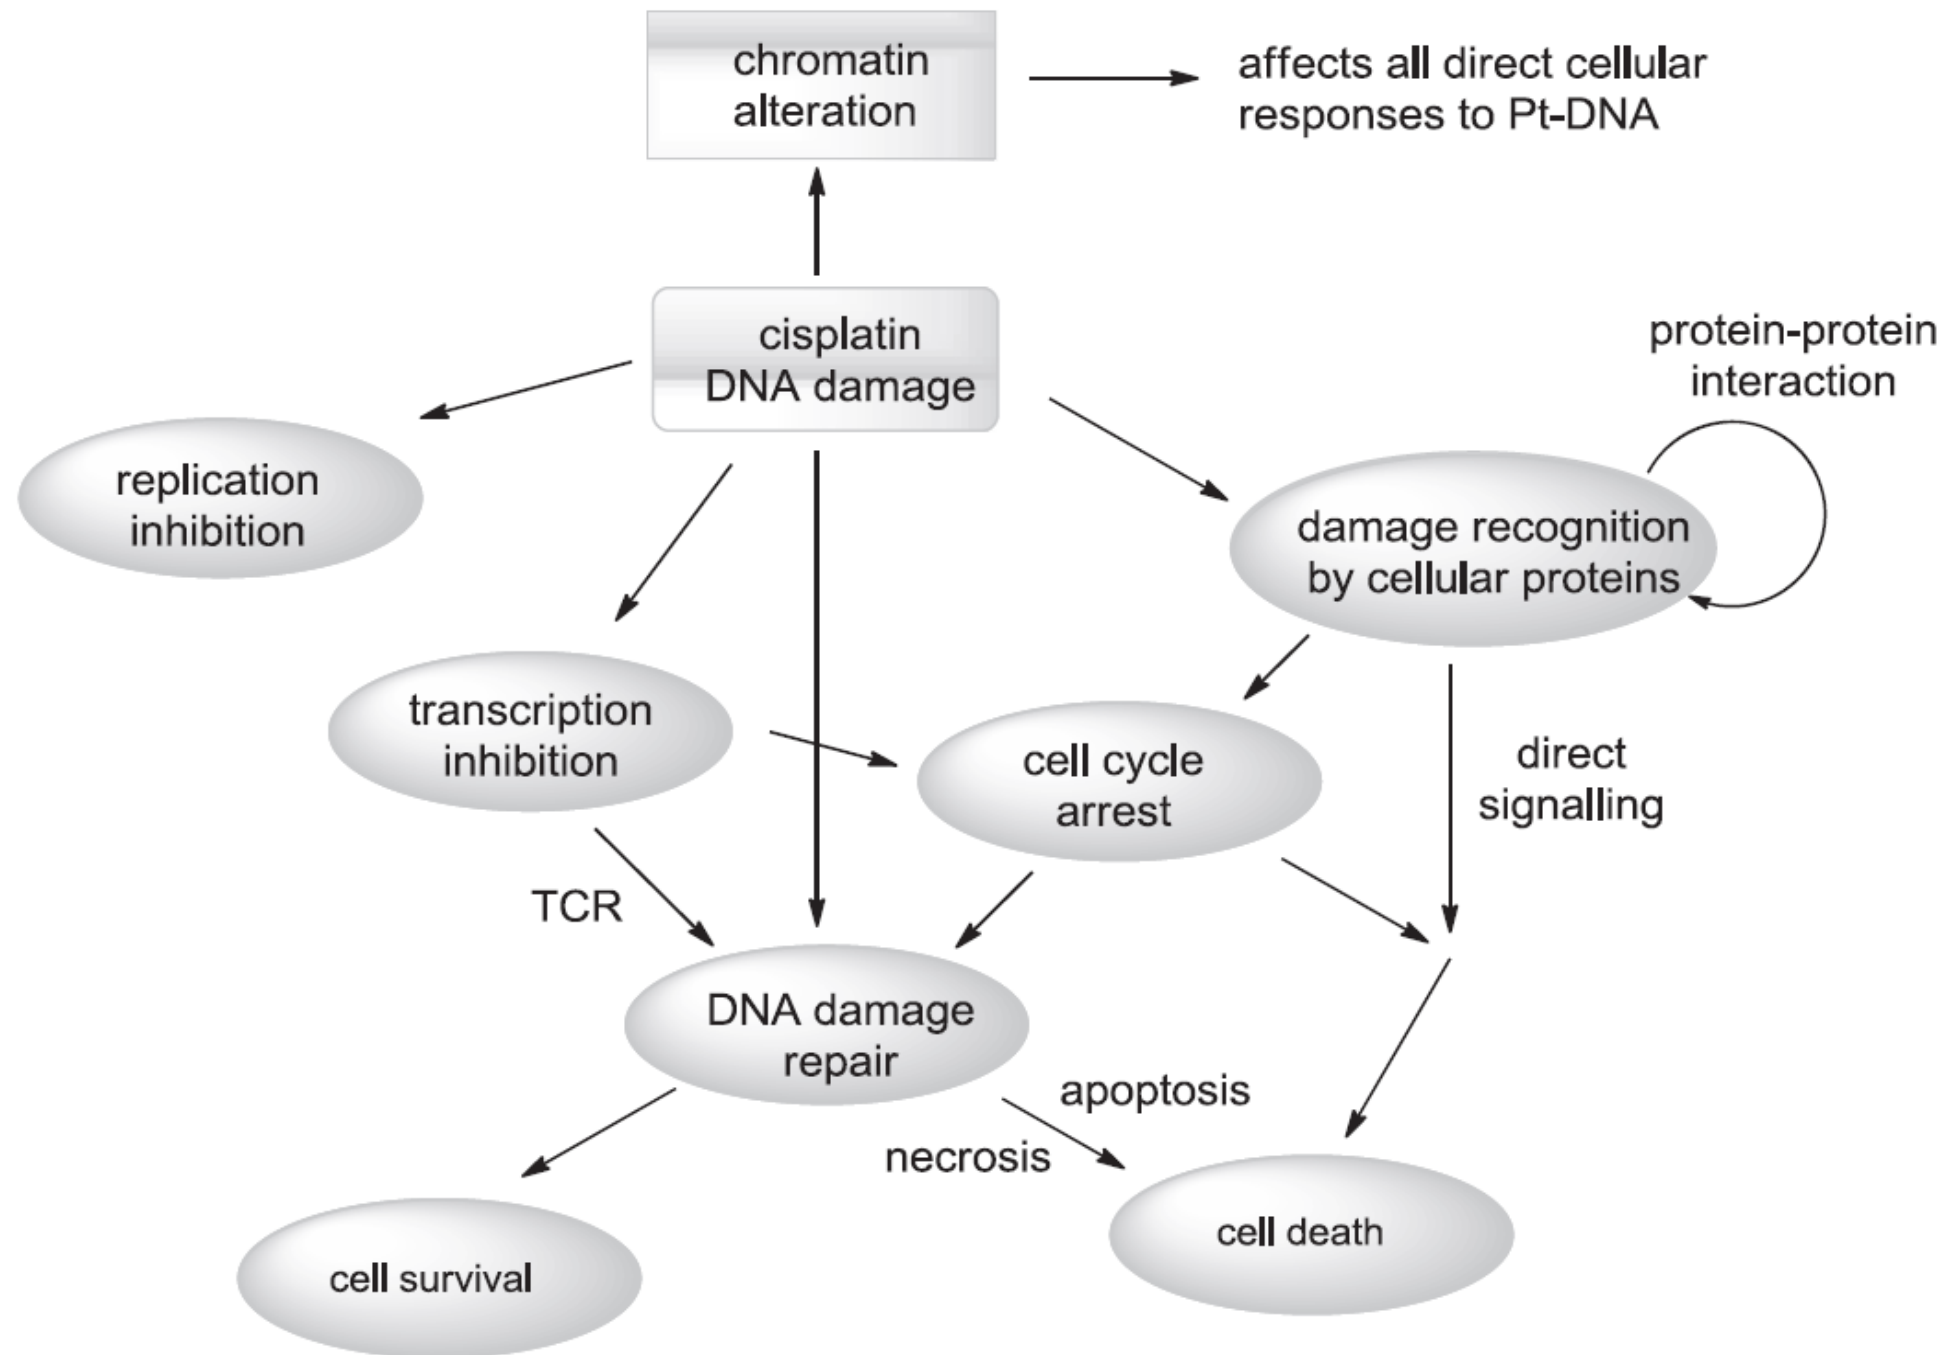 chromatin
alteration
affects all direct cellular
responses to Pt-DNA
cisplatin
DNA damage
protein-protein
interaction
replication
inhibition
damage recognition
by cellular proteins
transcription
inhibition
cell cycle
arrest
direct
signalling
TCR
DNA damage
repair
apoptosis
necrosis
cell survival
cell death